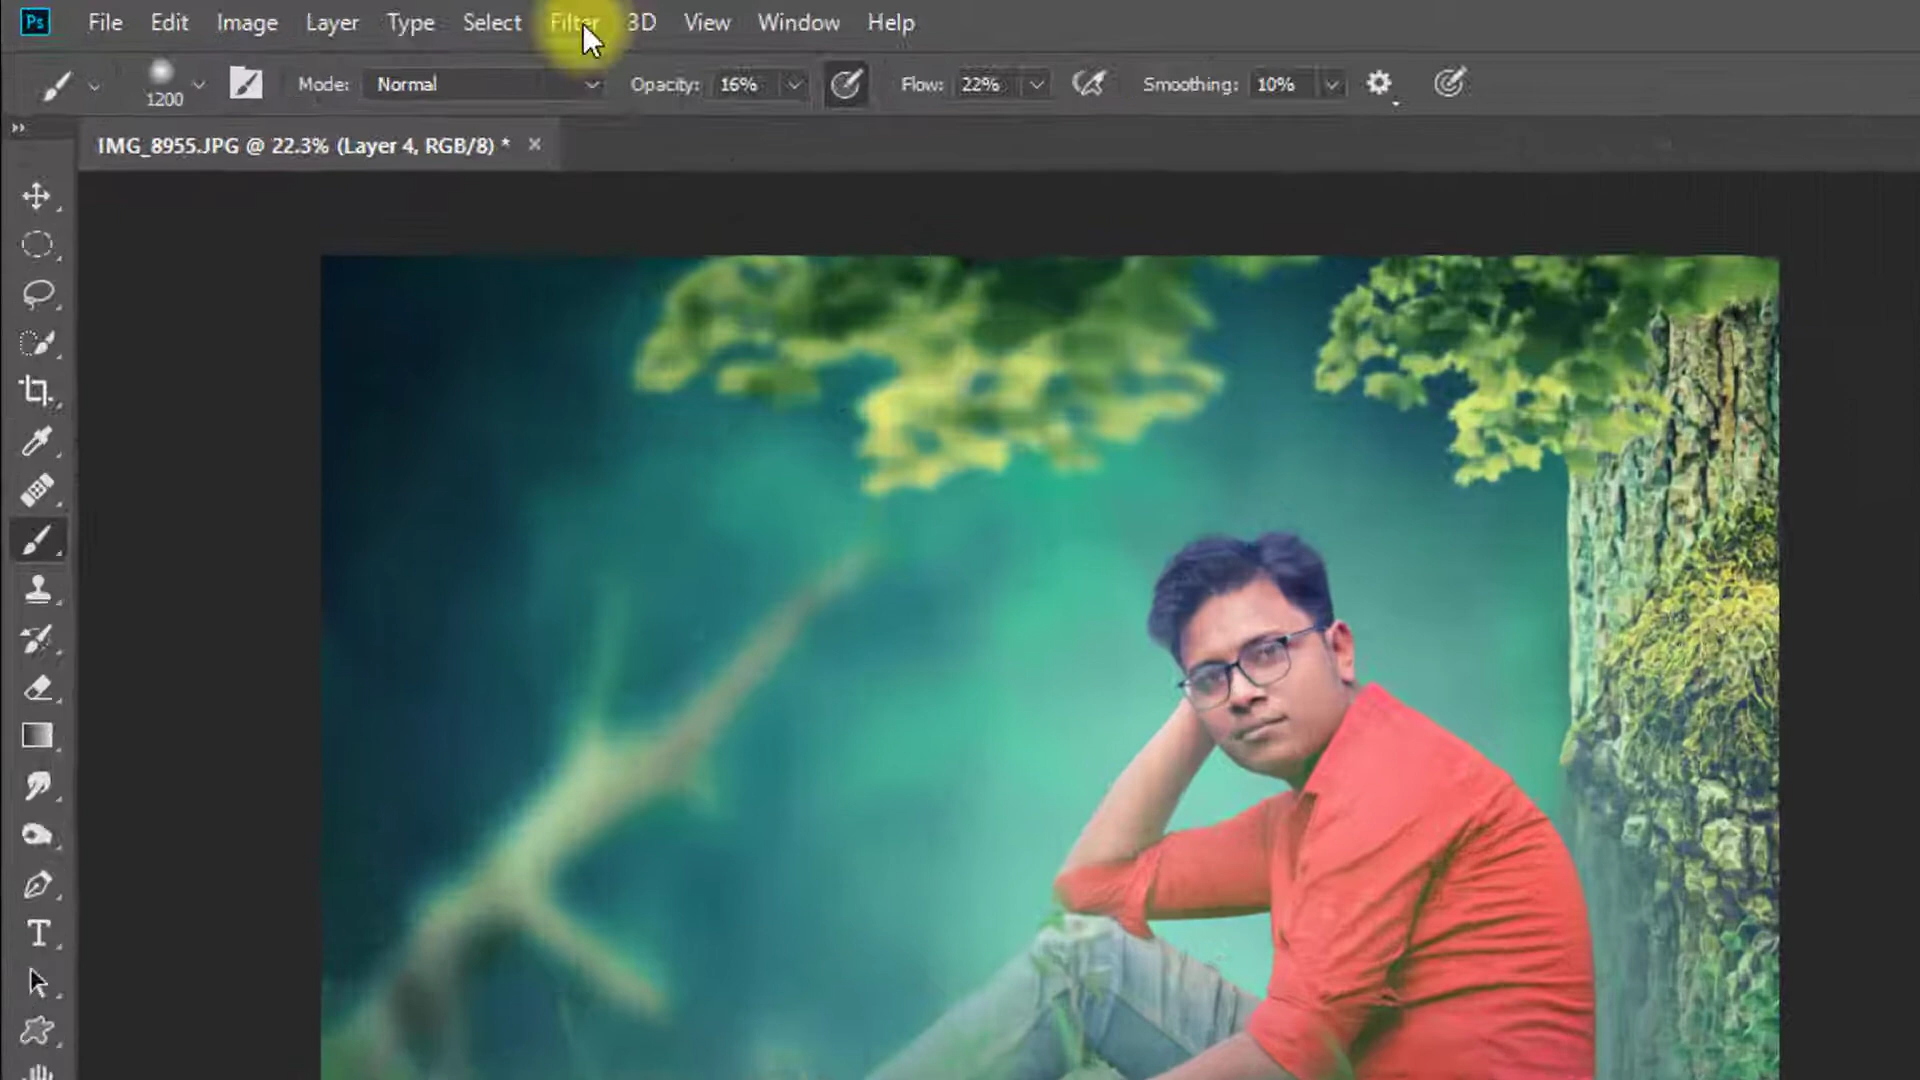 Ps File Edit Image Layer Type Select Filter 3D View Window Help
1200 Mode: Normal Opacity: 16% Flow: 22% Smoothing: 10%
IMG_8955.JPG @ 22.3% (Layer 4, RGB/8) * ×
T